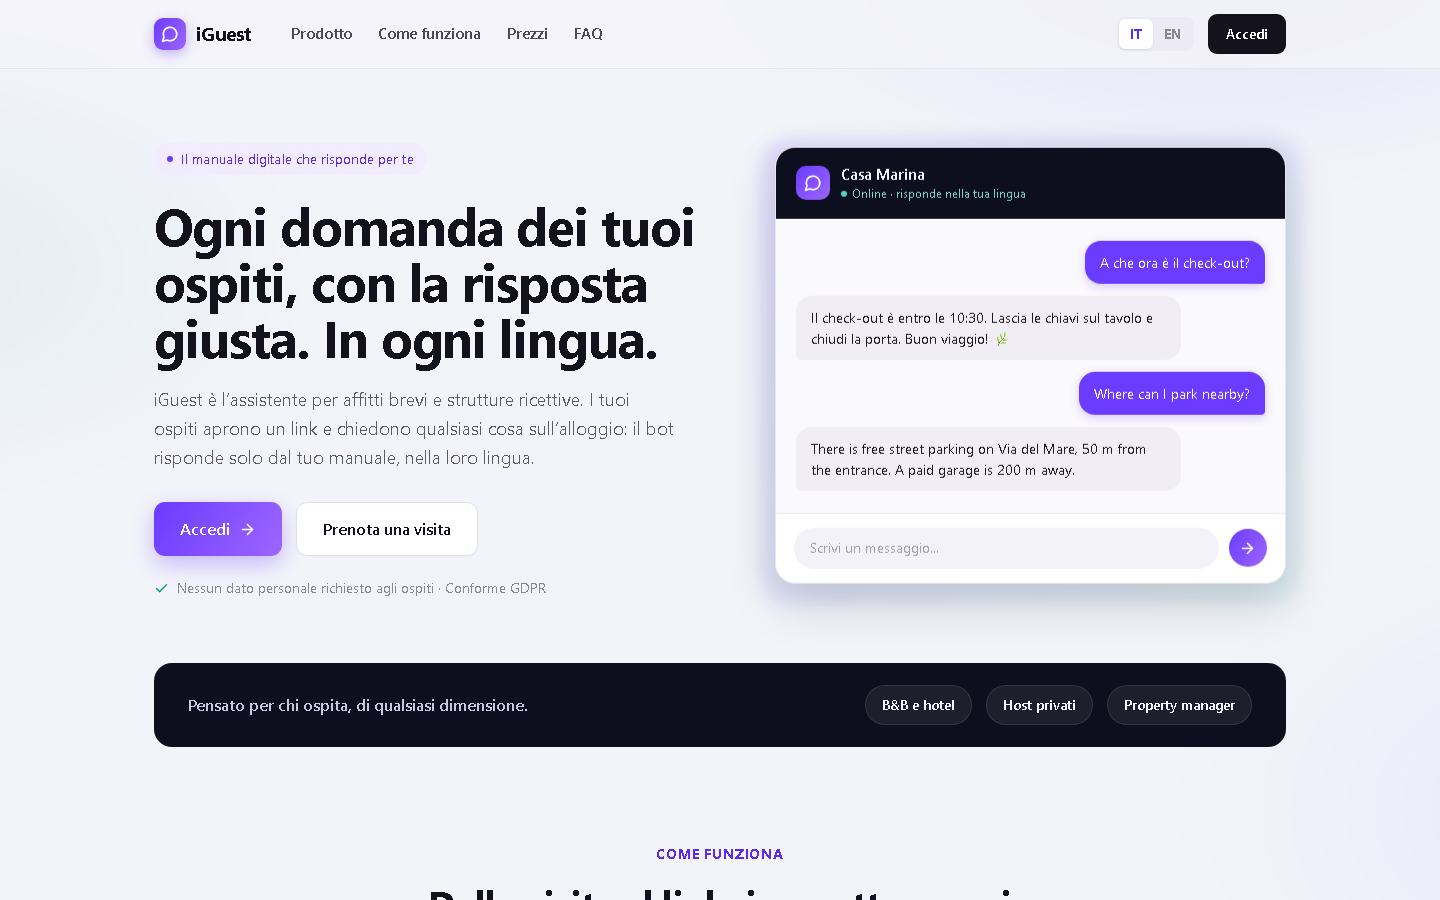 iGuest
Prodotto
Come funziona
Prezzi
FAQ
IT
EN
Accedi
Il manuale digitale che risponde per te
Ogni domanda dei tuoi
ospiti, con la risposta
giusta. In ogni lingua.
iGuest è l'assistente per affitti brevi e strutture ricettive. I tuoi
ospiti aprono un link e chiedono qualsiasi cosa sull'alloggio: il bot
risponde solo dal tuo manuale, nella loro lingua.
Accedi
Prenota una visita
Nessun dato personale richiesto agli ospiti · Conforme GDPR
Casa Marina
Online · risponde nella tua lingua
A che ora è il check-out?
Il check-out è entro le 10:30. Lascia le chiavi sul tavolo e
chiudi la porta. Buon viaggio! 🌿
Where can I park nearby?
There is free street parking on Via del Mare, 50 m from
the entrance. A paid garage is 200 m away.
Scrivi un messaggio...
Pensato per chi ospita, di qualsiasi dimensione.
B&B e hotel
Host privati
Property manager
COME FUNZIONA